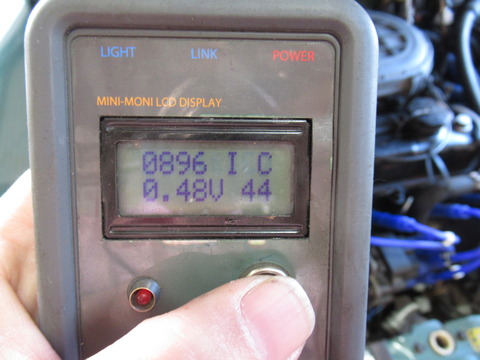 LIGHT LINK POWER
MINI-MONI LCD DISPLAY
0896 I C
0.48V 44